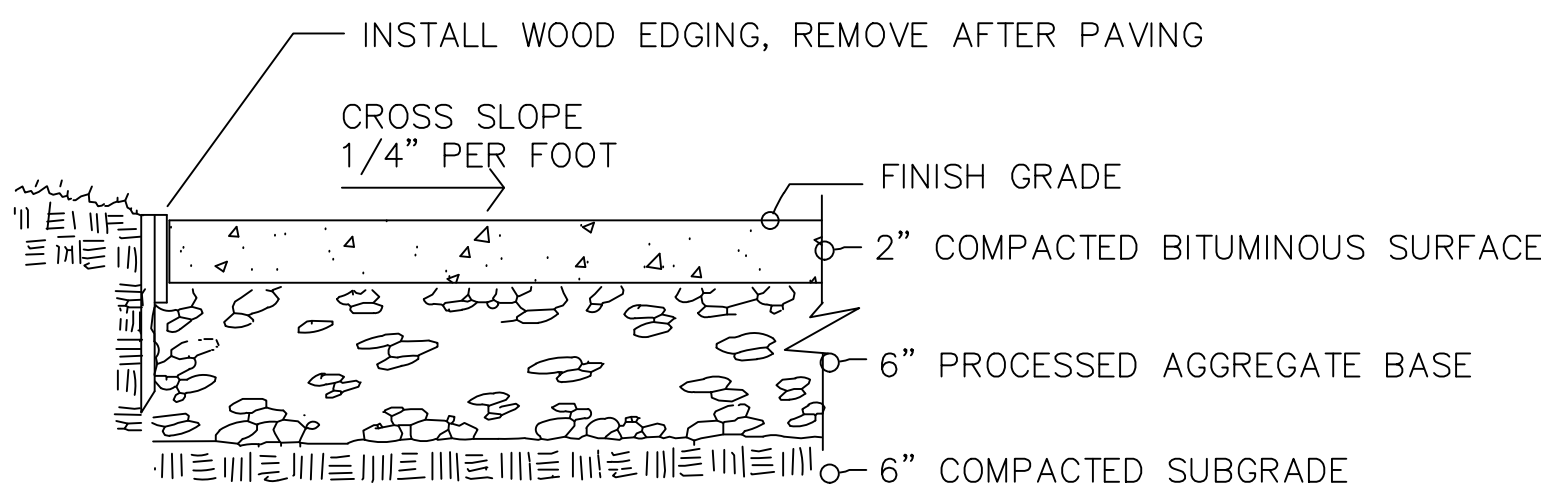 INSTALL WOOD EDGING, REMOVE AFTER PAVING
CROSS SLOPE
1/4” PER FOOT
FINISH GRADE
2” COMPACTED BITUMINOUS SURFACE
6” PROCESSED AGGREGATE BASE
6” COMPACTED SUBGRADE